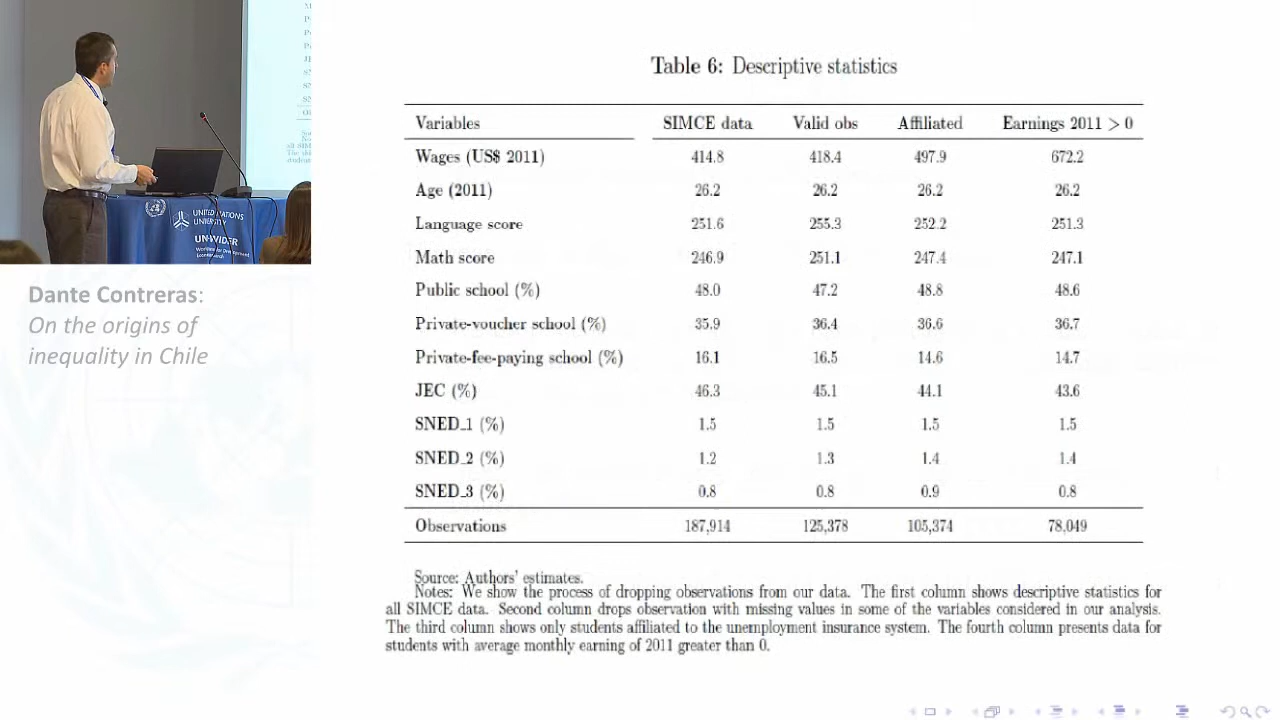 UNITED NATIONS
UNIVERSITY
UNU-WIDER
Dante Contreras:
On the origins of
inequality in Chile
Table 6: Descriptive statistics
Variables SIMCE data Valid obs Affiliated Earnings 2011 > 0
Wages (US$ 2011) 414.8 418.4 497.9 672.2
Age (2011) 26.2 26.2 26.2 26.2
Language score 251.6 255.3 252.2 251.3
Math score 246.9 251.1 247.4 247.1
Public school (%) 48.0 47.2 48.8 48.6
Private-voucher school (%) 35.9 36.4 36.6 36.7
Private-fee-paying school (%) 16.1 16.5 14.6 14.7
JEC (%) 46.3 45.1 44.1 43.6
SNED_1 (%) 1.5 1.5 1.5 1.5
SNED_2 (%) 1.2 1.3 1.4 1.4
SNED_3 (%) 0.8 0.8 0.9 0.8
Observations 187,914 125,378 105,374 78,049
Source: Authors' estimates.
Notes: We show the process of dropping observations from our data. The first column shows descriptive statistics for
all SIMCE data. Second column drops observation with missing values in some of the variables considered in our analysis.
The third column shows only students affiliated to the unemployment insurance system. The fourth column presents data for
students with average monthly earning of 2011 greater than 0.